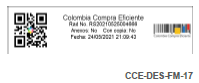 Colombia Compra Eficiente
Rad No. RS20210525004888
Anexos: No Con copia: No
Fecha: 24/05/2021 21:09:43
CCE-DES-FM-17